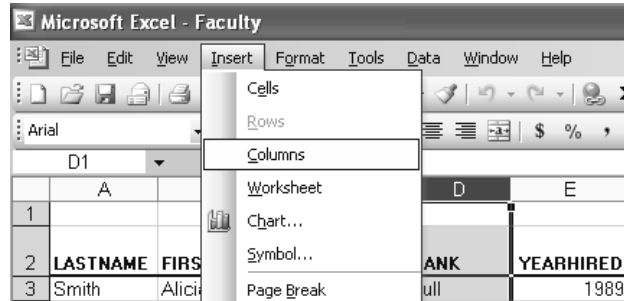 Microsoft Excel - Faculty
File Edit View Insert Format Tools Data Window Help
Cells
Rows
Arial $ % ,
Columns
D1
Worksheet
A D E
Chart...
1
Symbol...
2 LASTNAME FIRS ANK YEARHIRED
3 Smith Alicia ull 1989
Page Break